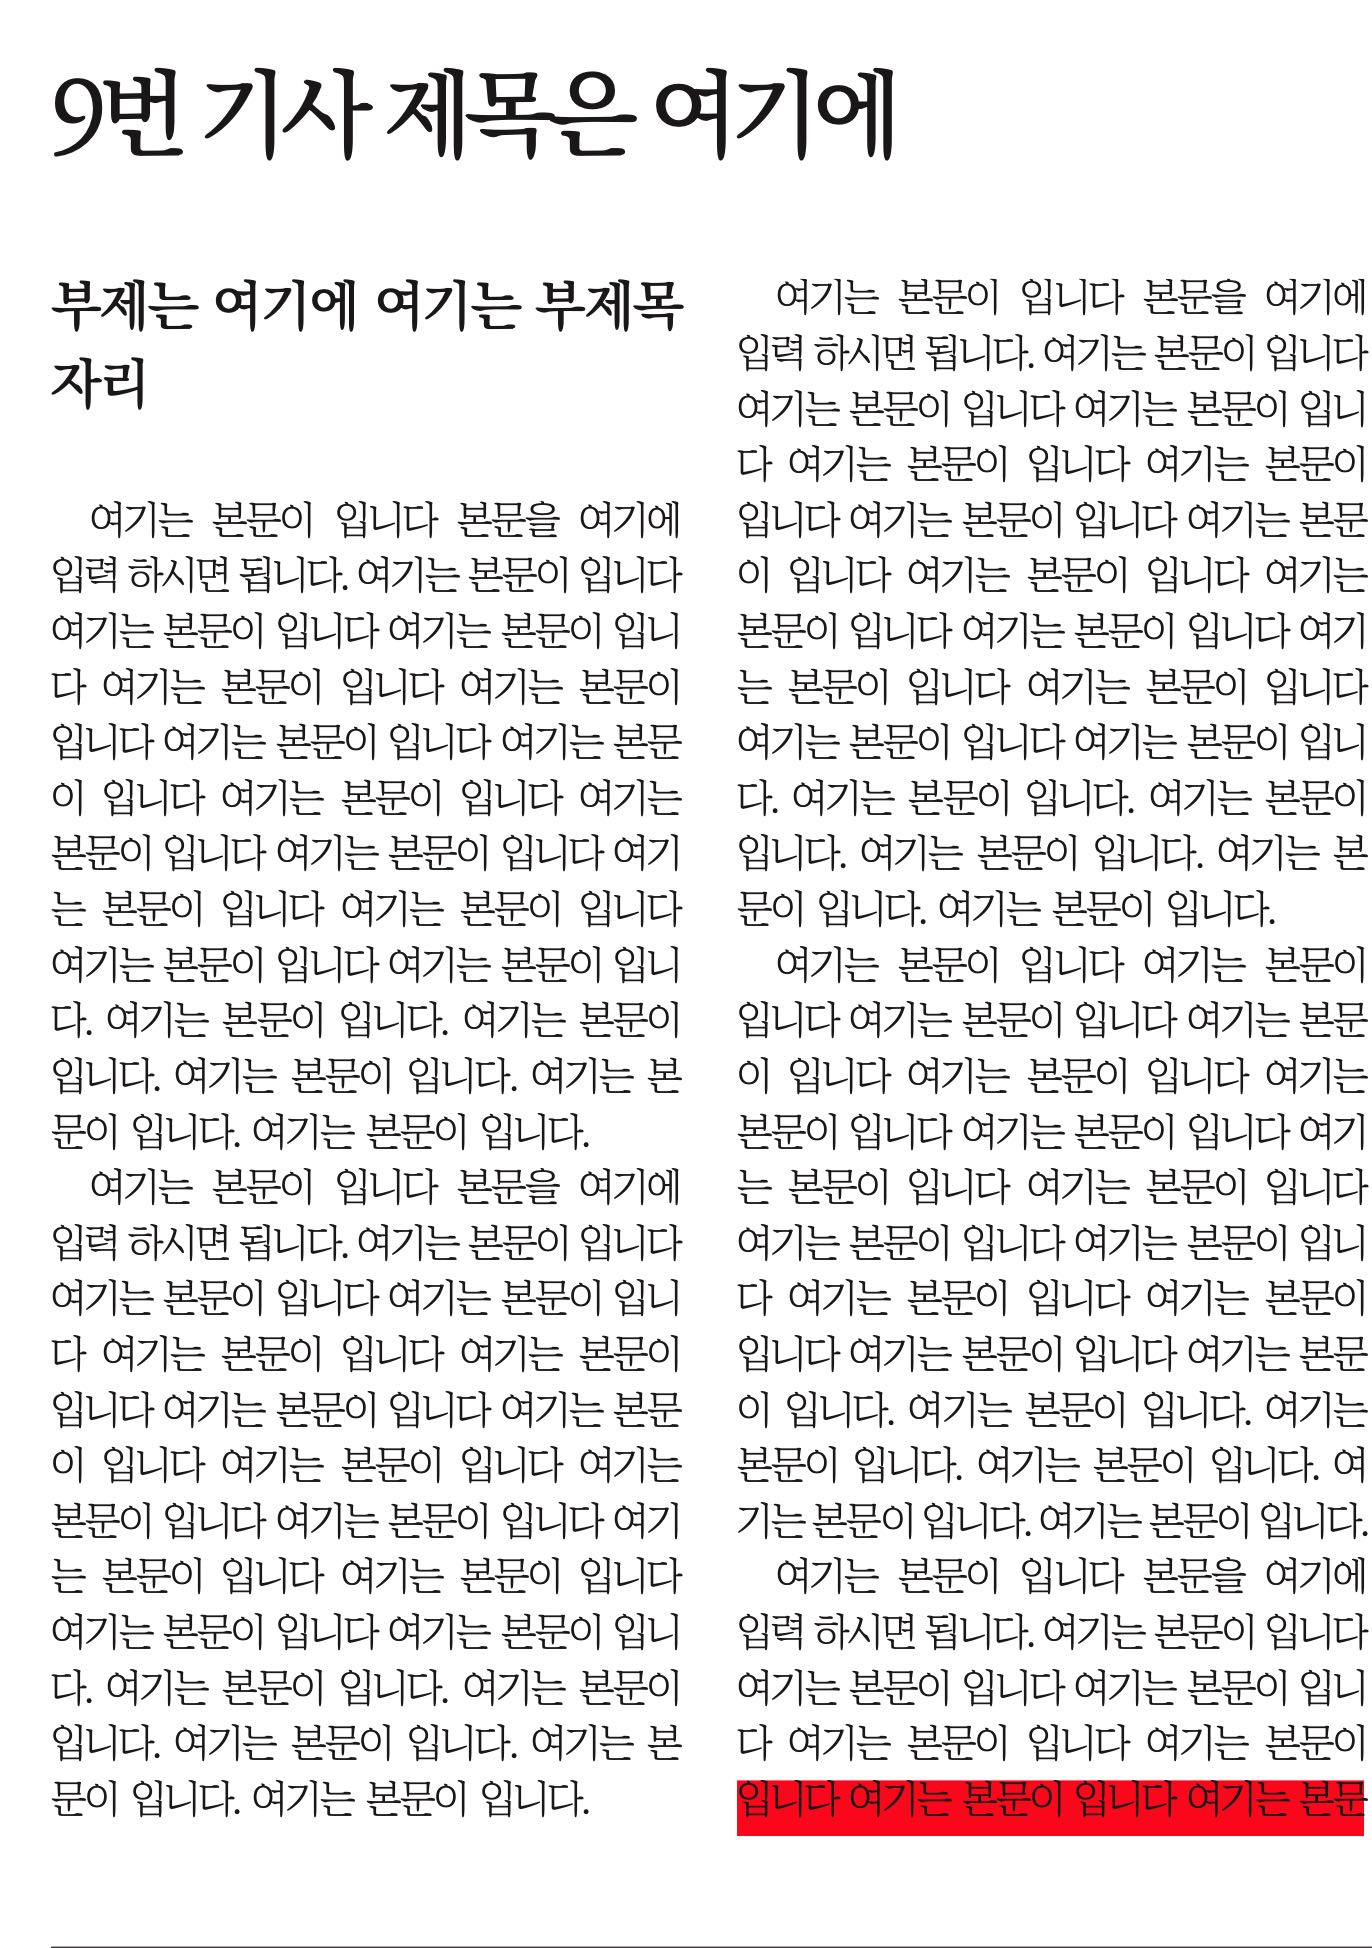 9번 기사 제목은 여기에
부제는 여기에 여기는 부제목
자리
여기는 본문이 입니다 본문을 여기에
입력 하시면 됩니다. 여기는 본문이 입니다
여기는 본문이 입니다 여기는 본문이 입니
다 여기는 본문이 입니다 여기는 본문이
입니다 여기는 본문이 입니다 여기는 본문
이 입니다 여기는 본문이 입니다 여기는
본문이 입니다 여기는 본문이 입니다 여기
는 본문이 입니다 여기는 본문이 입니다
여기는 본문이 입니다 여기는 본문이 입니
다. 여기는 본문이 입니다. 여기는 본문이
입니다. 여기는 본문이 입니다. 여기는 본
문이 입니다. 여기는 본문이 입니다.
여기는 본문이 입니다 본문을 여기에
입력 하시면 됩니다. 여기는 본문이 입니다
여기는 본문이 입니다 여기는 본문이 입니
다 여기는 본문이 입니다 여기는 본문이
입니다 여기는 본문이 입니다 여기는 본문
이 입니다 여기는 본문이 입니다 여기는
본문이 입니다 여기는 본문이 입니다 여기
는 본문이 입니다 여기는 본문이 입니다
여기는 본문이 입니다 여기는 본문이 입니
다. 여기는 본문이 입니다. 여기는 본문이
입니다. 여기는 본문이 입니다. 여기는 본
문이 입니다. 여기는 본문이 입니다.
여기는 본문이 입니다 본문을 여기에
입력 하시면 됩니다. 여기는 본문이 입니다
여기는 본문이 입니다 여기는 본문이 입니
다 여기는 본문이 입니다 여기는 본문이
입니다 여기는 본문이 입니다 여기는 본문
이 입니다 여기는 본문이 입니다 여기는
본문이 입니다 여기는 본문이 입니다 여기
는 본문이 입니다 여기는 본문이 입니다
여기는 본문이 입니다 여기는 본문이 입니
다. 여기는 본문이 입니다. 여기는 본문이
입니다. 여기는 본문이 입니다. 여기는 본
문이 입니다. 여기는 본문이 입니다.
여기는 본문이 입니다 여기는 본문이
입니다 여기는 본문이 입니다 여기는 본문
이 입니다 여기는 본문이 입니다 여기는
본문이 입니다 여기는 본문이 입니다 여기
는 본문이 입니다 여기는 본문이 입니다
여기는 본문이 입니다 여기는 본문이 입니
다 여기는 본문이 입니다 여기는 본문이
입니다 여기는 본문이 입니다 여기는 본문
이 입니다. 여기는 본문이 입니다. 여기는
본문이 입니다. 여기는 본문이 입니다. 여
기는 본문이 입니다. 여기는 본문이 입니다.
여기는 본문이 입니다 본문을 여기에
입력 하시면 됩니다. 여기는 본문이 입니다
여기는 본문이 입니다 여기는 본문이 입니
다 여기는 본문이 입니다 여기는 본문이
입니다 여기는 본문이 입니다 여기는 본문